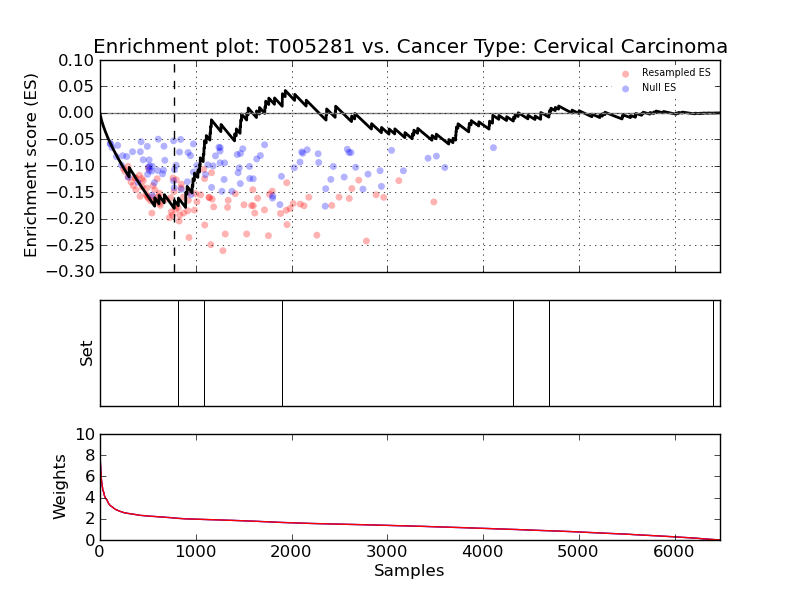 Enrichment plot: T005281 vs. Cancer Type: Cervical Carcinoma
Enrichment score (ES)
0.10
0.05
0.00
−0.05
−0.10
−0.15
−0.20
−0.25
−0.30
Resampled ES
Null ES
Set
Weights
10
8
6
4
2
0
0 1000 2000 3000 4000 5000 6000
Samples